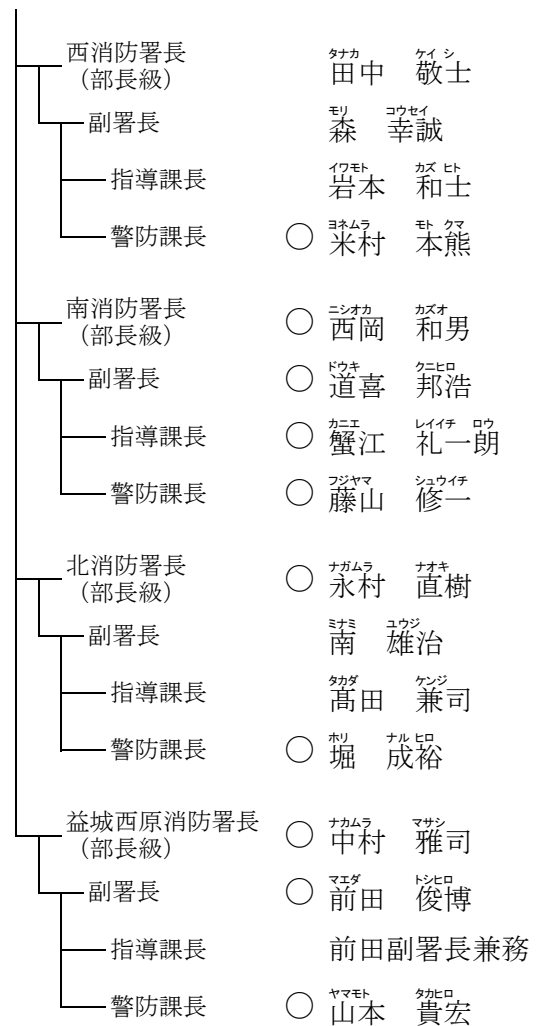 西消防署長
（部長級）
田中　敬士
タナカ　ケイ シ
副署長　森　幸誠
モリ　コウセイ
指導課長　岩本　和士
イワモト　カズ ヒト
警防課長　○ 米村　本熊
ヨネムラ　モト クマ
南消防署長
（部長級）
○ 西岡　和男
ニシオカ　カズオ
副署長　○ 道喜　邦浩
ドウキ　クニヒロ
指導課長　○ 蟹江　礼一朗
カニエ　レイイチ ロウ
警防課長　○ 藤山　修一
フジヤマ　シュウイチ
北消防署長
（部長級）
○ 永村　直樹
ナガムラ　ナオキ
副署長　南　雄治
ミナミ　ユウジ
指導課長　髙田　兼司
タカダ　ケンジ
警防課長　○ 堀　成裕
ホリ　ナル ヒロ
益城西原消防署長
（部長級）
○ 中村　雅司
ナカムラ　マサシ
副署長　○ 前田　俊博
マエダ　トシヒロ
指導課長　前田副署長兼務
警防課長　○ 山本　貴宏
ヤマモト　タカヒロ